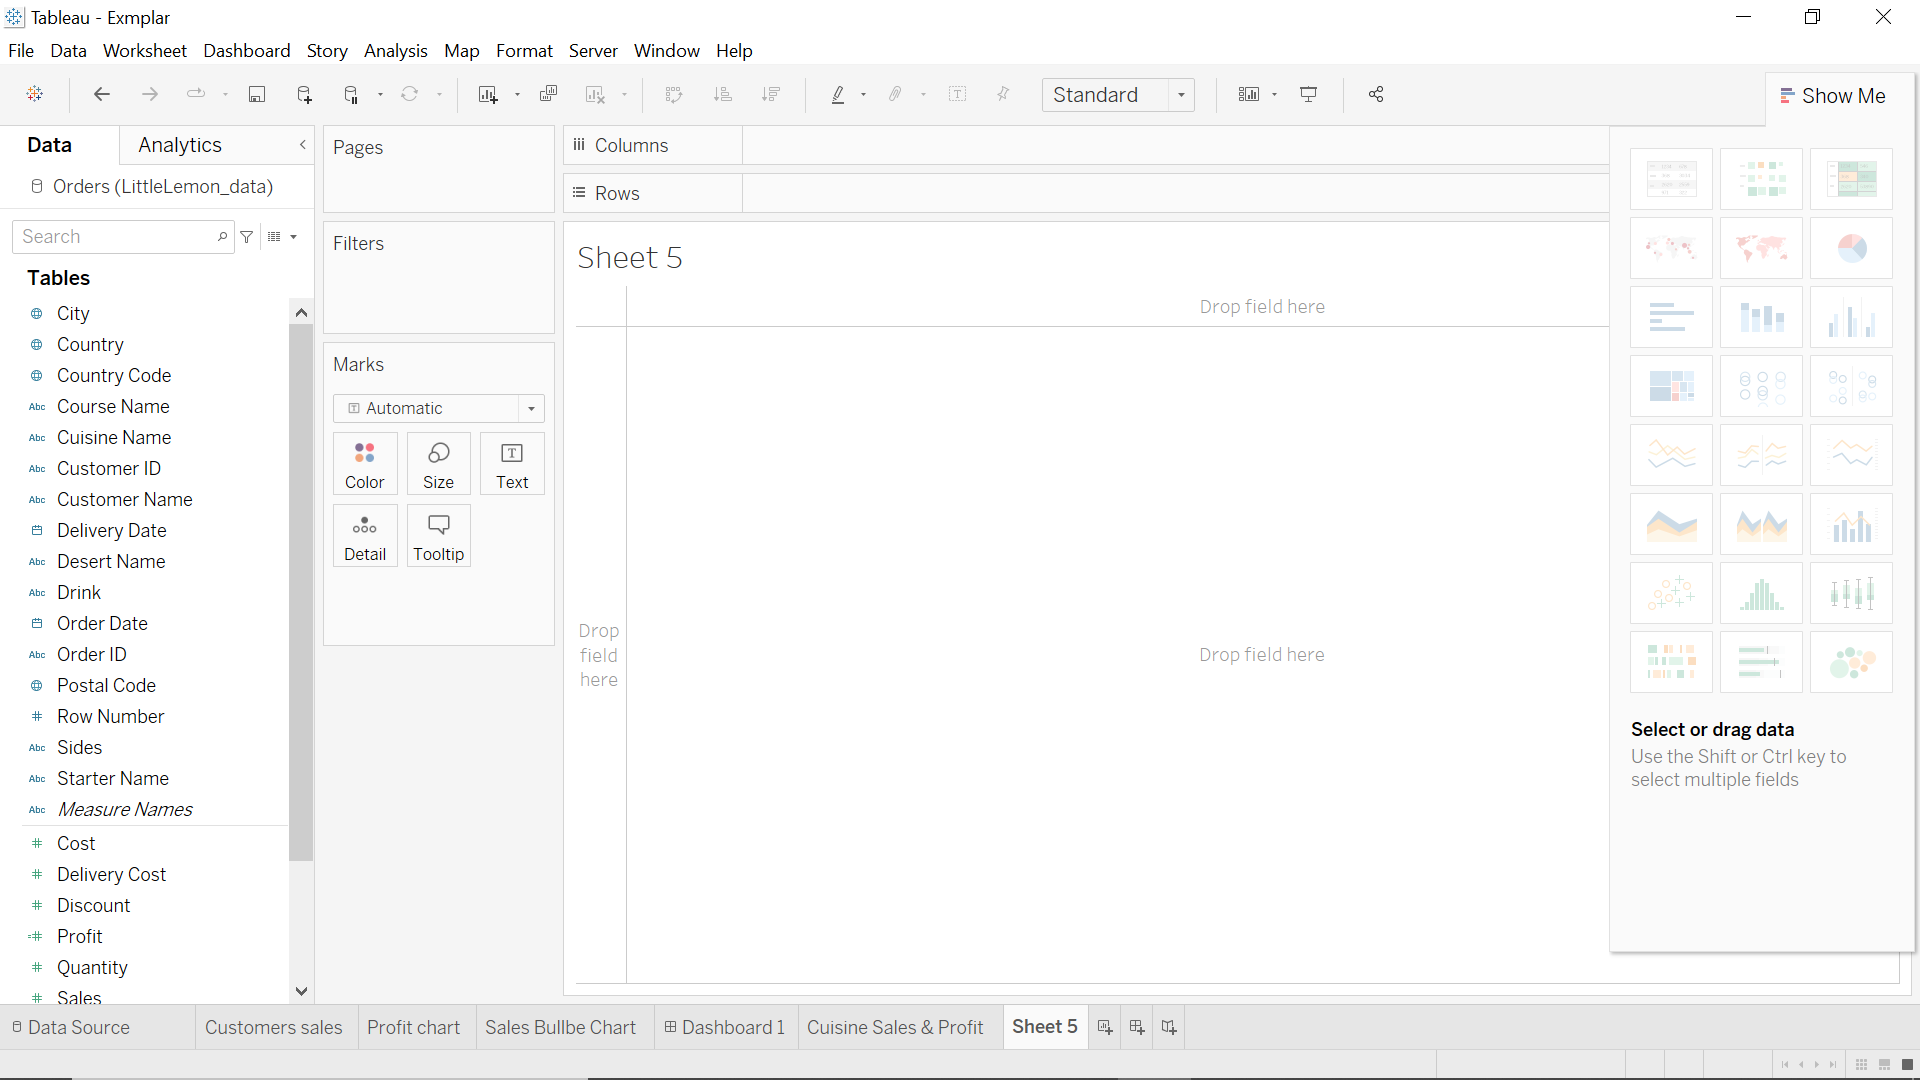 Tableau - Exmplar
File Data Worksheet Dashboard Story Analysis Map Format Server Window Help
Standard
Show Me
Data
Analytics
Orders (LittleLemon_data)
Search
Tables
City
Country
Country Code
Abc Course Name
Abc Cuisine Name
Abc Customer ID
Abc Customer Name
Delivery Date
Abc Desert Name
Abc Drink
Order Date
Abc Order ID
Postal Code
# Row Number
Abc Sides
Abc Starter Name
Abc Measure Names
# Cost
# Delivery Cost
# Discount
=# Profit
# Quantity
# Sales
Pages
Filters
Marks
T Automatic
Color
Size
T Text
Detail
Tooltip
Columns
Rows
Sheet 5
Drop field here
Drop
field
here
Drop field here
Select or drag data
Use the Shift or Ctrl key to
select multiple fields
Data Source
Customers sales
Profit chart
Sales Bullbe Chart
Dashboard 1
Cuisine Sales & Profit
Sheet 5